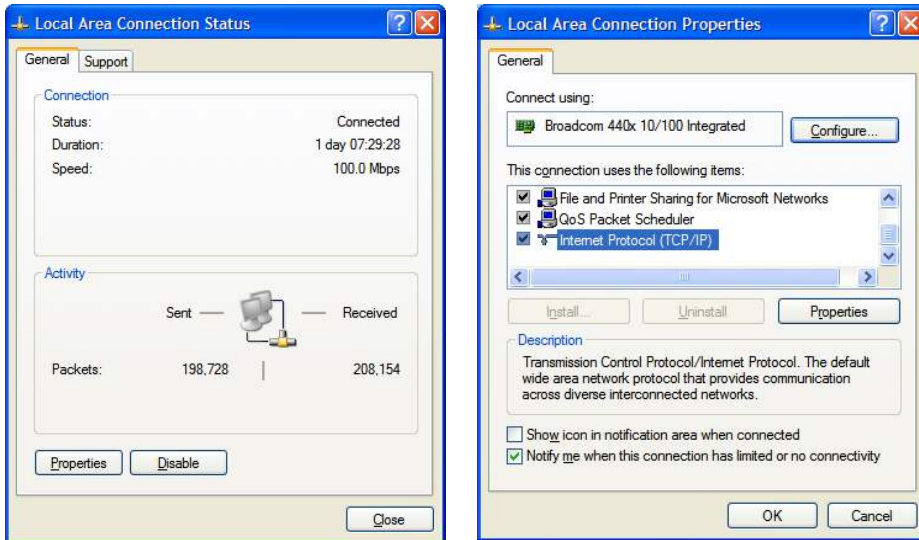 Local Area Connection Status
General Support
Connection
Status: Connected
Duration: 1 day 07:29:28
Speed: 100.0 Mbps
Activity
Sent Received
Packets: 198,728 208,154
Properties Disable
Close
Local Area Connection Properties
General
Connect using:
Broadcom 440x 10/100 Integrated
Configure...
This connection uses the following items:
File and Printer Sharing for Microsoft Networks
QoS Packet Scheduler
Internet Protocol (TCP/IP)
Install... Uninstall Properties
Description
Transmission Control Protocol/Internet Protocol. The default
wide area network protocol that provides communication
across diverse interconnected networks.
Show icon in notification area when connected
Notify me when this connection has limited or no connectivity
OK Cancel